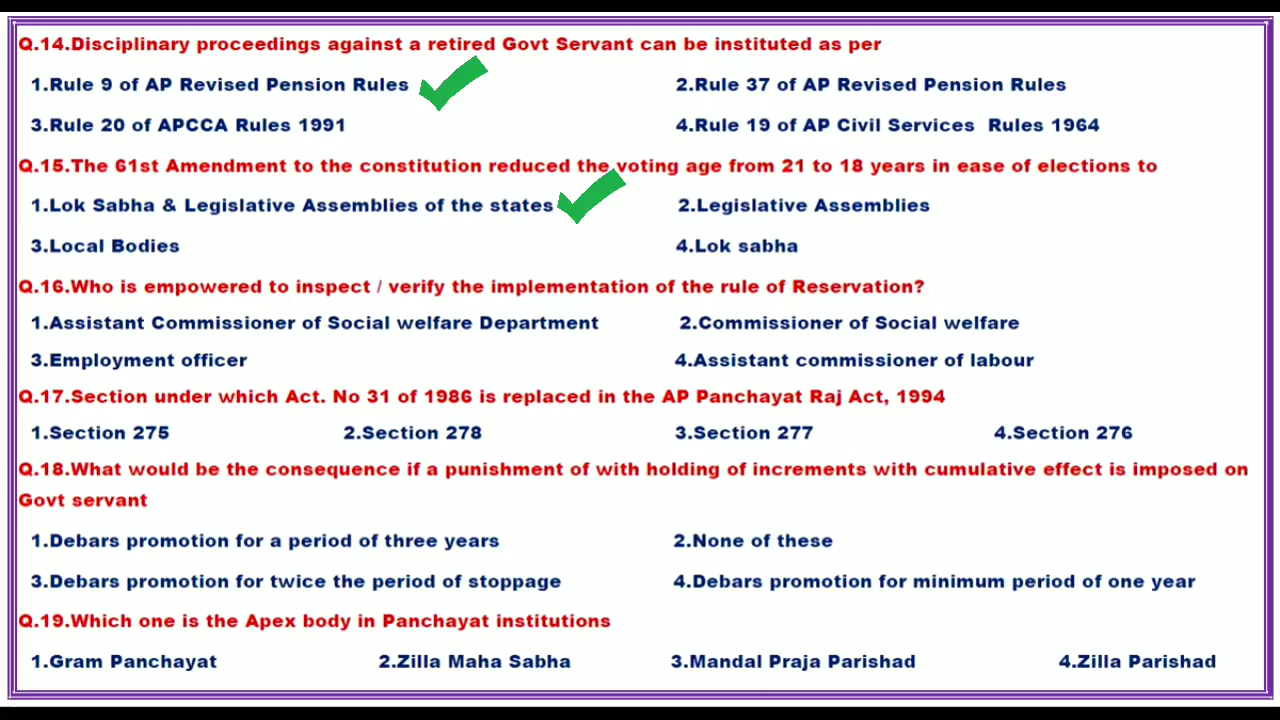 Q.14.Disciplinary proceedings against a retired Govt Servant can be instituted as per
1.Rule 9 of AP Revised Pension Rules 2.Rule 37 of AP Revised Pension Rules
3.Rule 20 of APCCA Rules 1991 4.Rule 19 of AP Civil Services Rules 1964
Q.15.The 61st Amendment to the constitution reduced the voting age from 21 to 18 years in ease of elections to
1.Lok Sabha & Legislative Assemblies of the states 2.Legislative Assemblies
3.Local Bodies 4.Lok sabha
Q.16.Who is empowered to inspect / verify the implementation of the rule of Reservation?
1.Assistant Commissioner of Social welfare Department 2.Commissioner of Social welfare
3.Employment officer 4.Assistant commissioner of labour
Q.17.Section under which Act. No 31 of 1986 is replaced in the AP Panchayat Raj Act, 1994
1.Section 275 2.Section 278 3.Section 277 4.Section 276
Q.18.What would be the consequence if a punishment of with holding of increments with cumulative effect is imposed on
Govt servant
1.Debars promotion for a period of three years 2.None of these
3.Debars promotion for twice the period of stoppage 4.Debars promotion for minimum period of one year
Q.19.Which one is the Apex body in Panchayat institutions
1.Gram Panchayat 2.Zilla Maha Sabha 3.Mandal Praja Parishad 4.Zilla Parishad